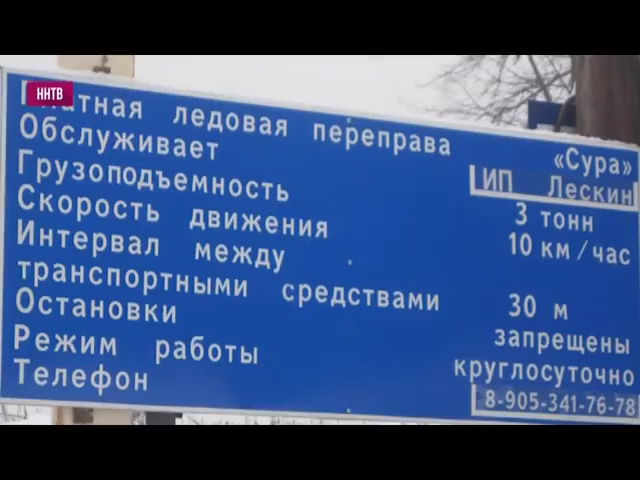 ННТВ
Платная ледовая переправа «Сура»
Обслуживает ИП Лескин
Грузоподъемность 3 тонн
Скорость движения 10 км/час
Интервал между
транспортными средствами 30 м
Остановки запрещены
Режим работы круглосуточно
Телефон 8-905-341-76-78